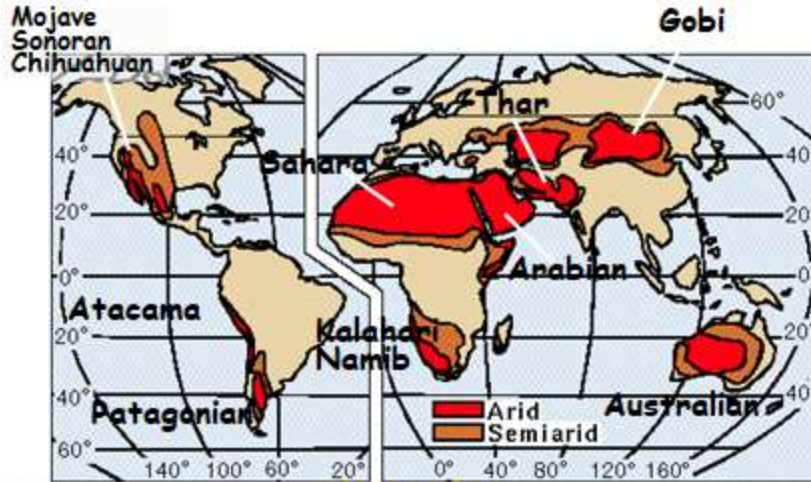 Mojave
Sonoran
Chihuahuan
Gobi
Thar
60°
40°
40°
Sahara
20°
20°
0°
0°
Arabian
Atacama
Kalahari
Namib
20°
20°
40°
40°
Patagonian
Australian
Arid
Semiarid
60°
140° 100° 60° 20° 0° 40° 80° 120° 160°